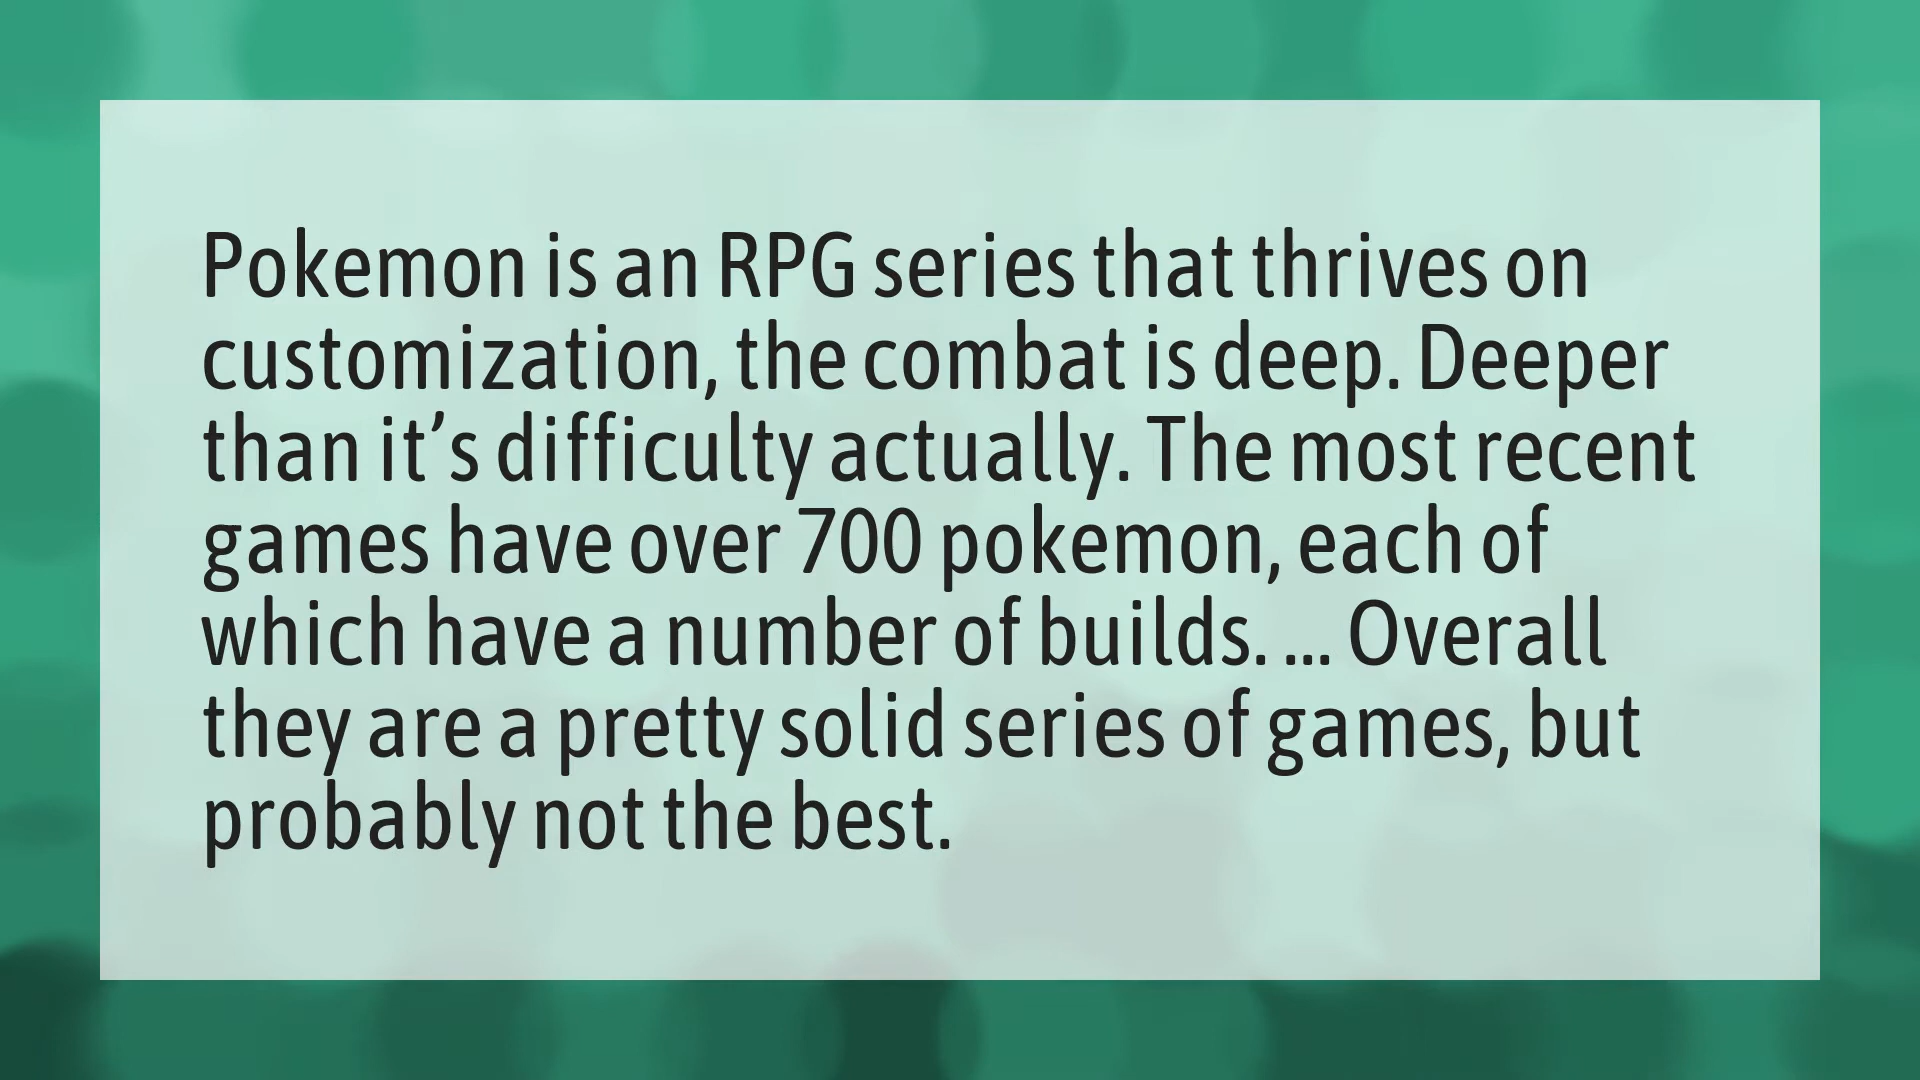 Pokemon is an RPG series that thrives on
customization, the combat is deep. Deeper
than it’s difficulty actually. The most recent
games have over 700 pokemon, each of
which have a number of builds. ... Overall
they are a pretty solid series of games, but
probably not the best.